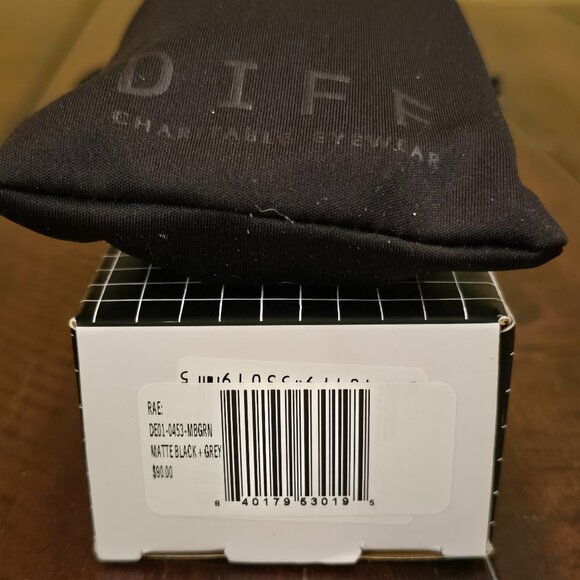 DIFF
CHARITABLE EYEWEAR
RAE:
DE01-0453-MBGRN
MATTE BLACK + GREY
$80.00
8 40179 53019 5